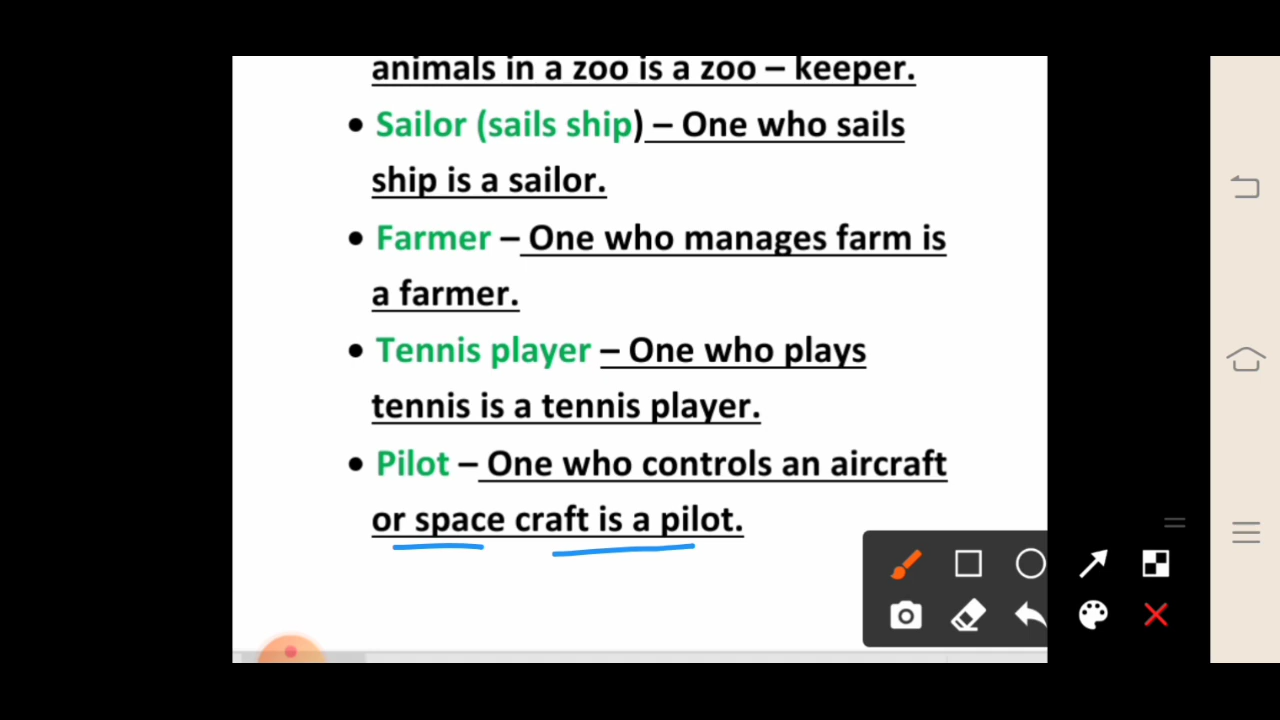 animals in a zoo is a zoo – keeper.
• Sailor (sails ship) – One who sails
ship is a sailor.
• Farmer – One who manages farm is
a farmer.
• Tennis player – One who plays
tennis is a tennis player.
• Pilot – One who controls an aircraft
or space craft is a pilot.